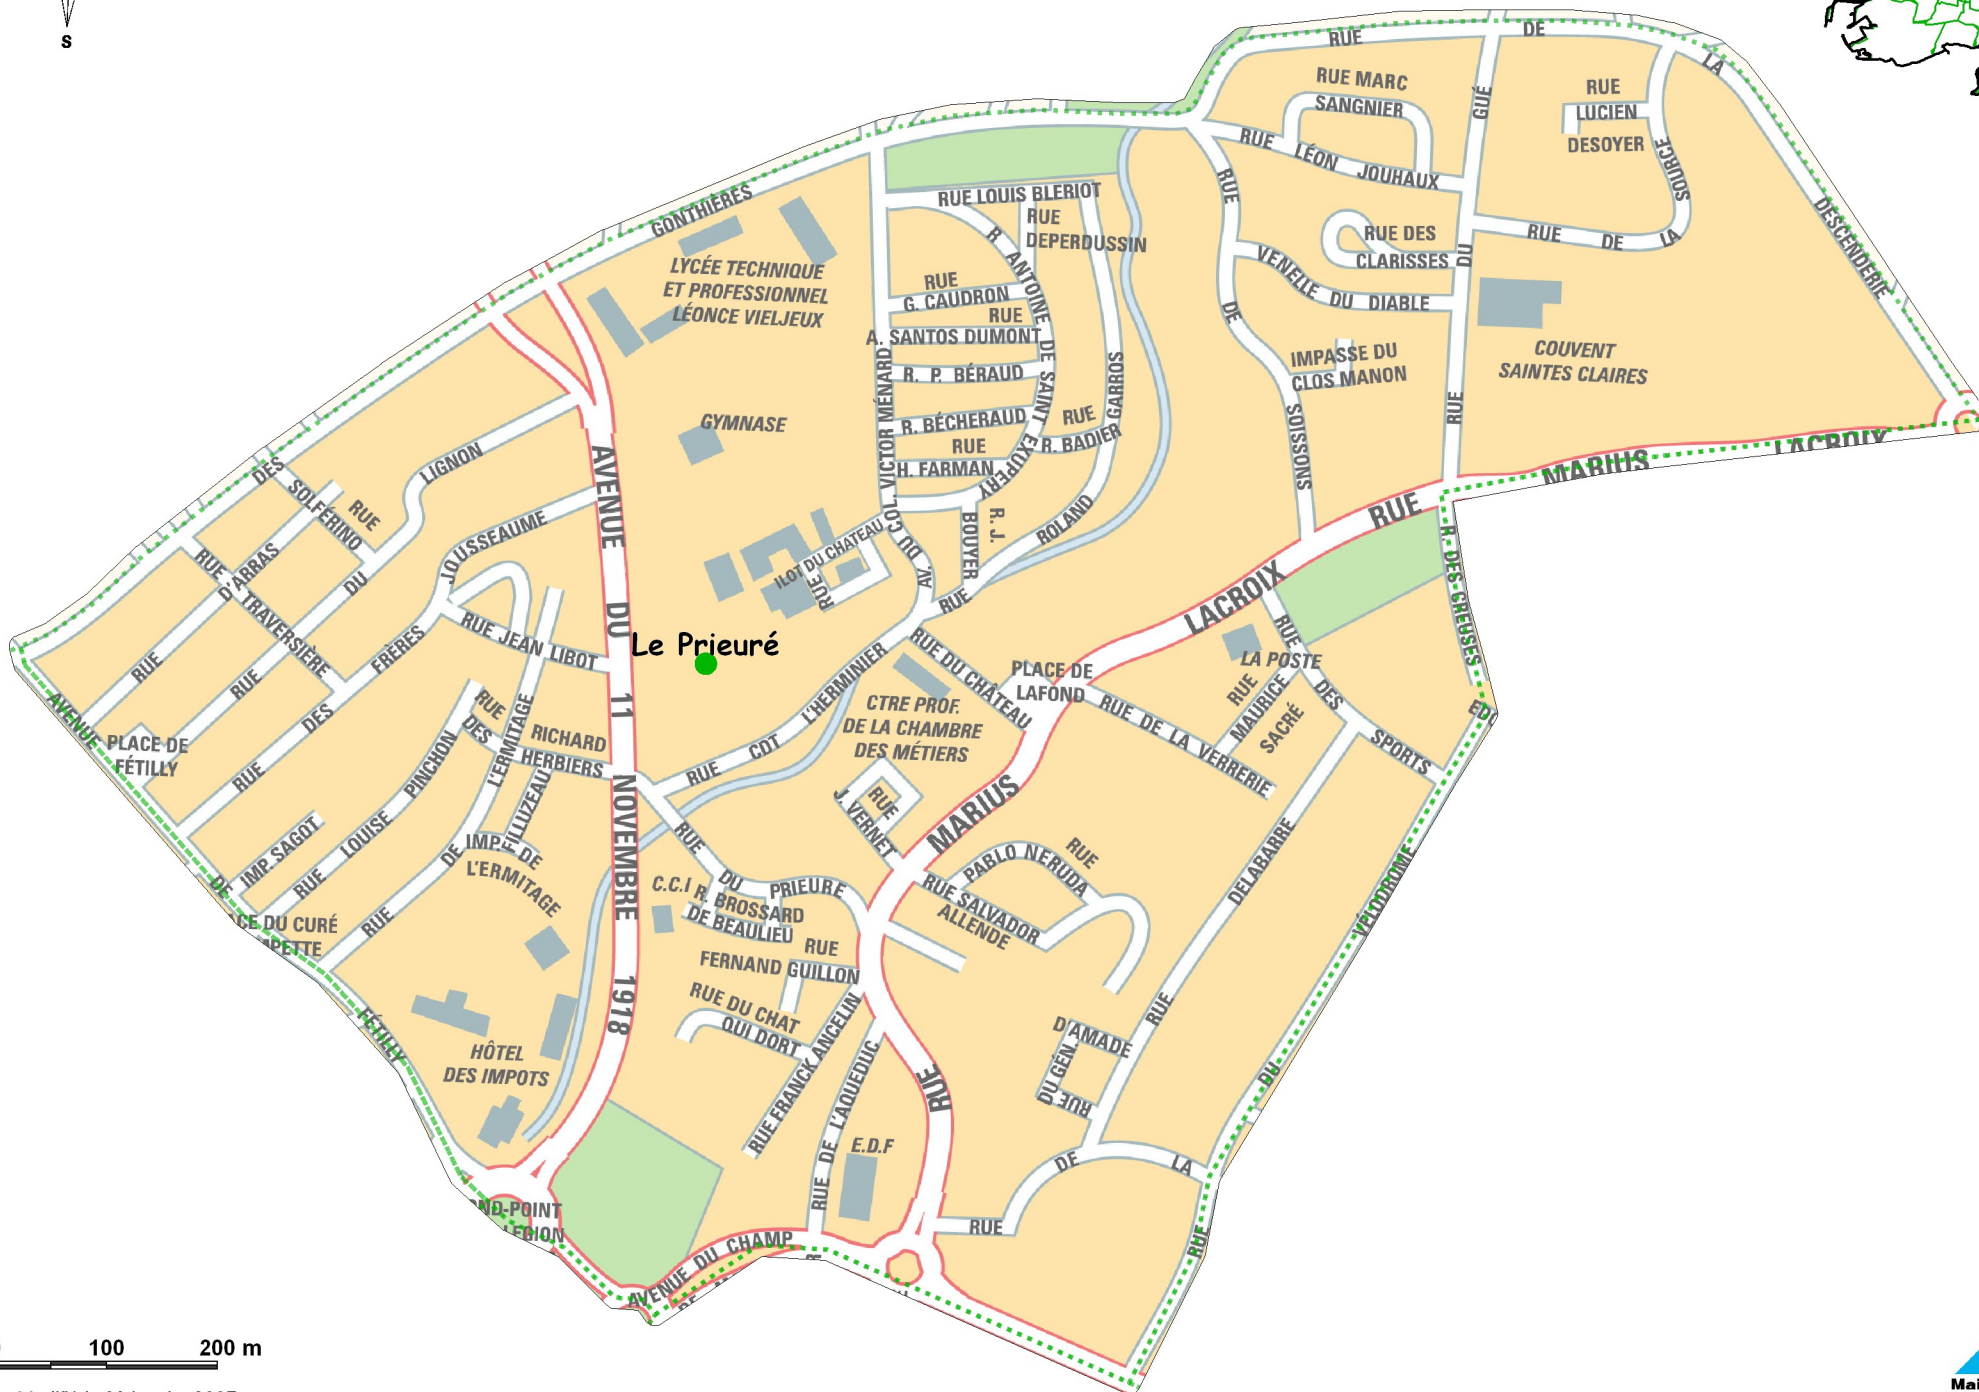 S
RUE
DE
LA
RUE MARC
SANGNIER
GUÉ
RUE
LUCIEN
DESOYER
SOURCE
RUE LÉON JOUHAUX
RUE
DESCENDERIE
GONTHIÈRES
RUE LOUIS BLERIOT
RUE
DEPERDUSSIN
RUE DES
CLARISSES
DU
RUE DE LA
LYCÉE TECHNIQUE
ET PROFESSIONNEL
LÉONCE VIELJEUX
R ANTOINE DE SAINT EXUPERY
RUE
G. CAUDRON
RUE
A. SANTOS DUMONT
VENELLE DU DIABLE
DE
IMPASSE DU
CLOS MANON
COUVENT
SAINTES CLAIRES
R. P. BÉRAUD
GARROS
SOISSONS
RUE
GYMNASE
R. BÉCHERAUD
RUE
R. BADIER
RUE
H. FARMAN
AV. DU COL. VICTOR MÉNARD
MARIUS
LACROIX
RUE
LACROIX
DES
SOLFÉRINO
RUE
LIGNON
AVENUE
JOUSSEAUME
ILOT DU CHATEAU
RUE
R. J.
BOUYER
ROLAND
RUE
R. DES CREUSES
RUE
D'ARRAS
TRAVERSIÈRE
DU
DU
Le Prieuré
RUE JEAN LIBOT
FRÈRES
RUE
RUE
RUE DU CHÂTEAU
PLACE DE
LAFOND
RUE
LA POSTE
DES
SPORTS
RUE
MAURICE
SACRÉ
RUE DE LA VERRERIE
AVENUE
PLACE DE
FÉTILLY
DES
RUE
RUE
DES
RICHARD
HERBIERS
11
L'ERMITAGE
PINCHON
L'HERMINIER
CDT
RUE
CTRE PROF.
DE LA CHAMBRE
DES MÉTIERS
NOVEMBRE
FILLUZEAU
IMP. DE
L'ERMITAGE
IMP. SAGOT
LOUISE
RUE
DE
RUE
DE
J. VERNET
RUE
MARIUS
PABLO NERUDA
RUE
DELABARRE
RUE
DU
PRIEURE
C.C.I
R. BROSSARD
DE BEAULIEU
RUE SALVADOR
ALLENDE
VÉLODROME
RUE
FERNAND GUILLON
RUE DU CHAT
QUI DORT
RUE FRANCK ANCELIN
1918
FÉTILLY
HÔTEL
DES IMPOTS
D'AMADE
DU GÉN.
RUE
RUE
DU
RUE
RUE DE L'AQUEDUC
E.D.F
DE
LA
RUE
RUE
AVENUE DU CHAMP
100
200 m